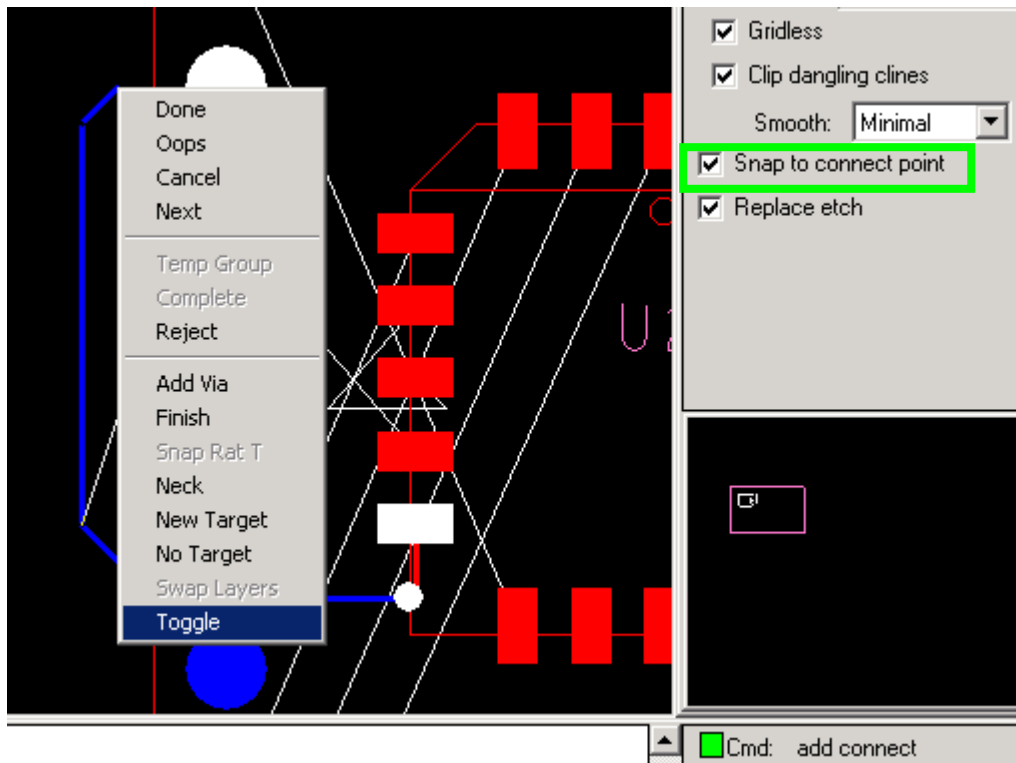 Done
Oops
Cancel
Next
Temp Group
Complete
Reject
Add Via
Finish
Snap Rat T
Neck
New Target
No Target
Swap Layers
Toggle
U
Gridless
Clip dangling clines
Smooth: Minimal
Snap to connect point
Replace etch
Cmd: add connect